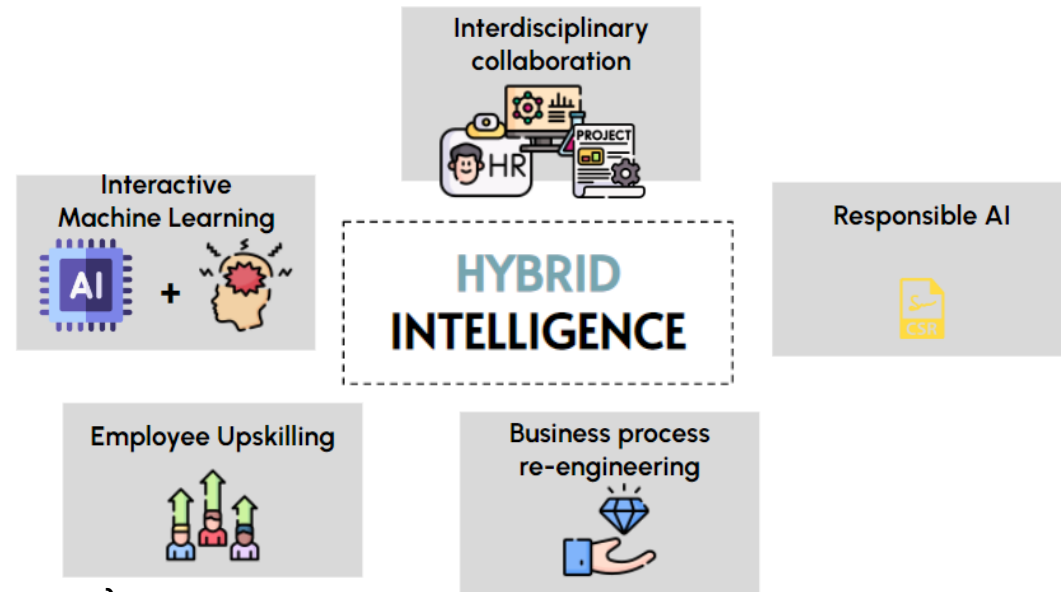 Interdisciplinary
collaboration
PROJECT
HR
Interactive
Machine Learning
AI
+
Responsible AI
CSR
HYBRID
INTELLIGENCE
Employee Upskilling
Business process
re-engineering